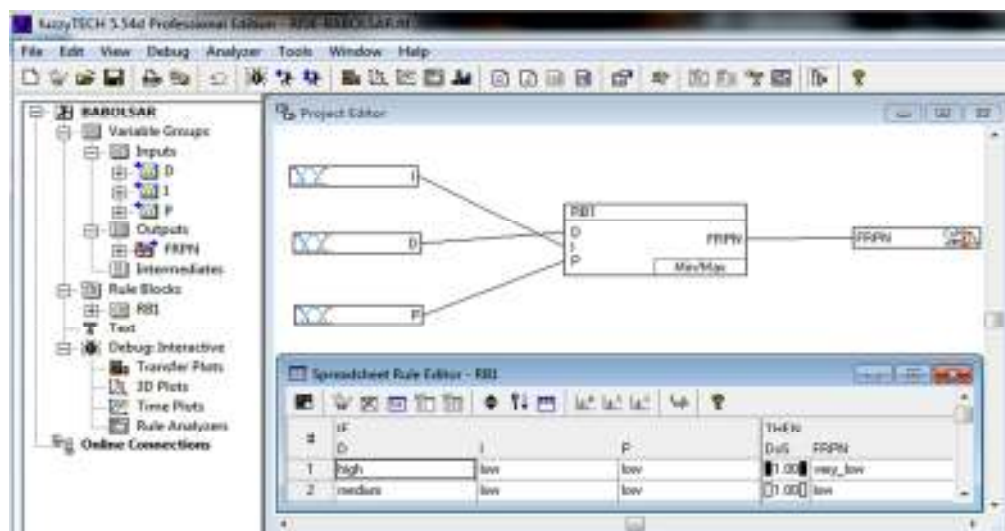 fuzzyTECH 5.54d Professional Edition - RISK-BABOLSAR.ftl
File Edit View Debug Analyzer Tools Window Help
BABOLSAR
Variable Groups
Inputs
D
I
P
Outputs
FRPN
Intermediates
Rule Blocks
RB1
Text
Debug: Interactive
Transfer Plots
3D Plots
Time Plots
Rule Analyzers
Online Connections
Project Editor
I
D
P
RB1
D
I
P
FRPN
Min/Max
FRPN
Spreadsheet Rule Editor - RB1
# IF THEN
D I P DoS FRPN
1 high low low 1.00 very_low
2 medium low low 1.00 low